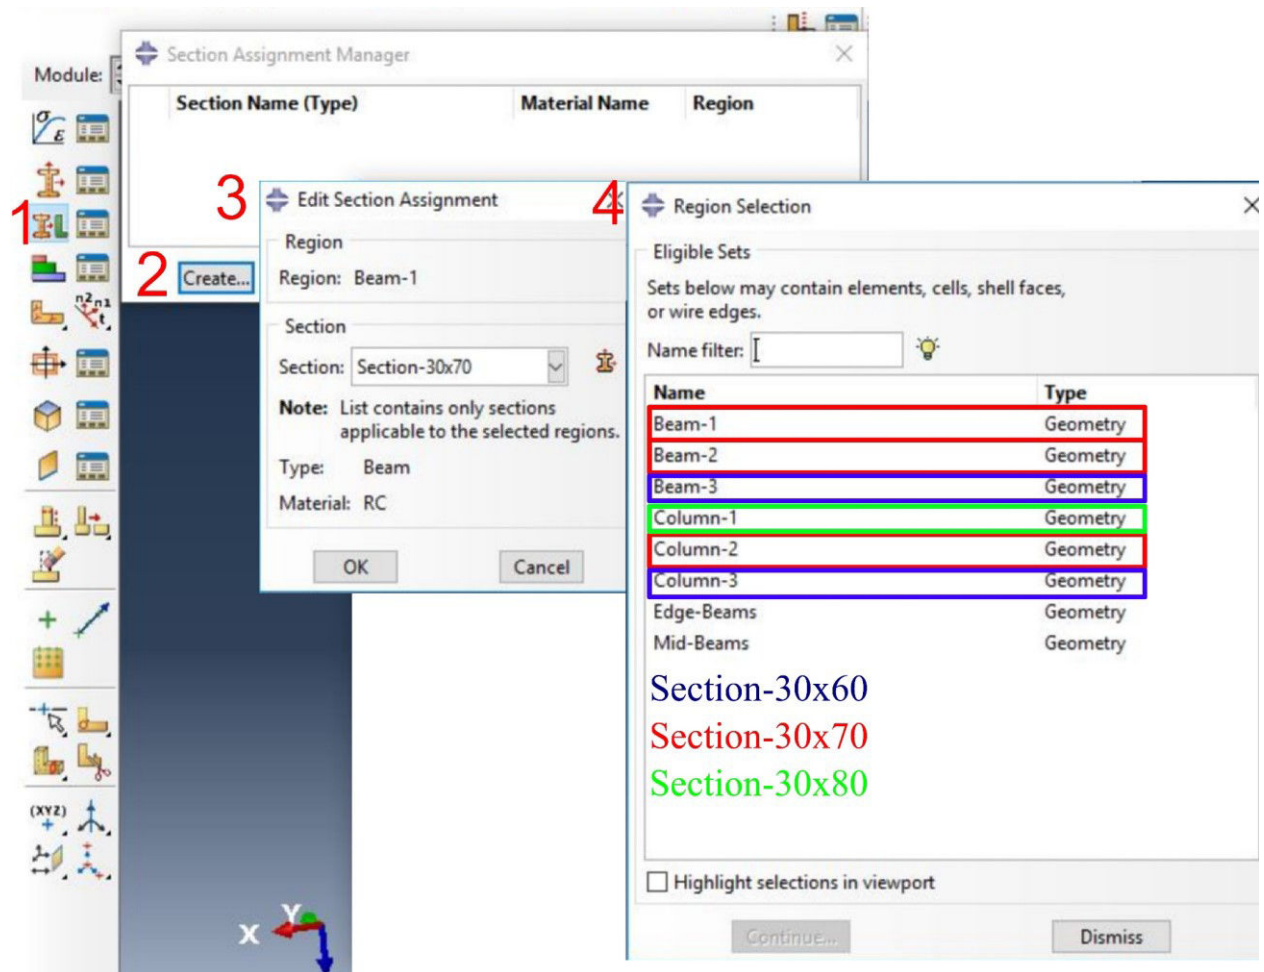 Module:
Section Assignment Manager
Section Name (Type) Material Name Region
1
2
Create...
3
Edit Section Assignment
Region
Region: Beam-1
Section
Section: Section-30x70
Note: List contains only sections
applicable to the selected regions.
Type: Beam
Material: RC
OK Cancel
4
Region Selection
Eligible Sets
Sets below may contain elements, cells, shell faces,
or wire edges.
Name filter:
Name Type
Beam-1 Geometry
Beam-2 Geometry
Beam-3 Geometry
Column-1 Geometry
Column-2 Geometry
Column-3 Geometry
Edge-Beams Geometry
Mid-Beams Geometry
Section-30x60
Section-30x70
Section-30x80
Highlight selections in viewport
Continue... Dismiss
σ
ε
n2 n1
t
(XYZ)
Y
X